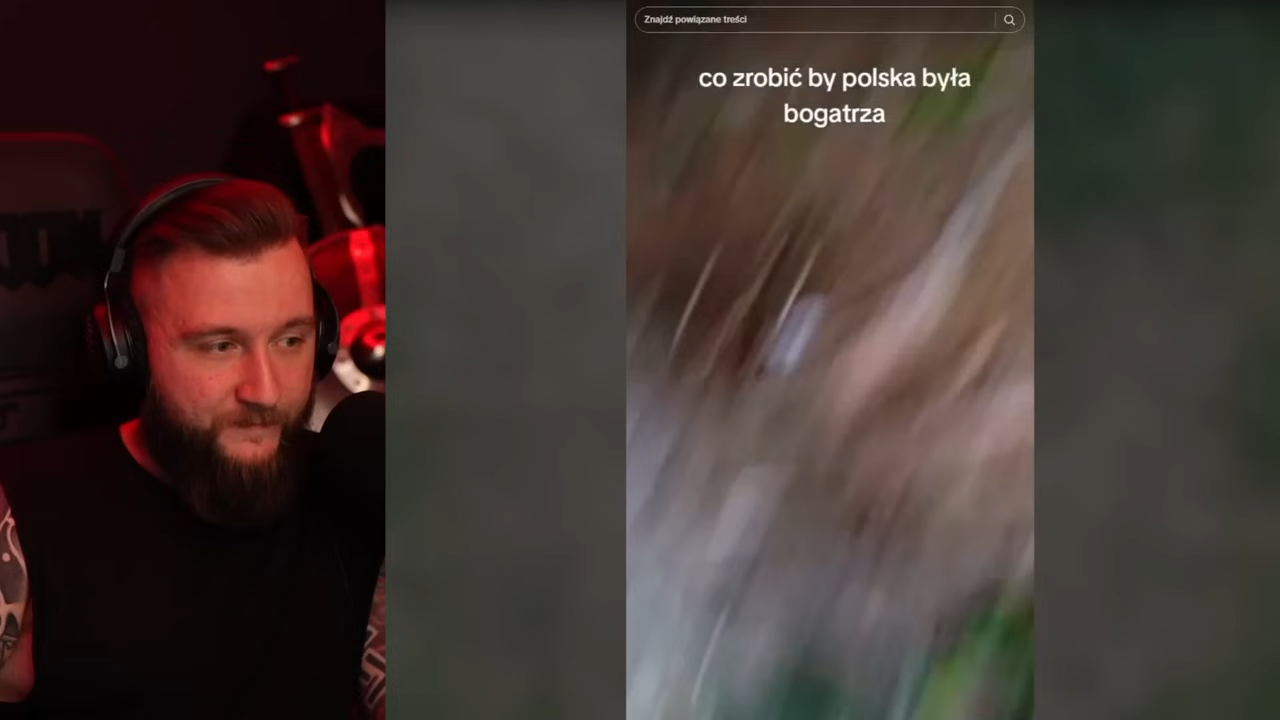 Znajdź powiązane treści
co zrobić by polska była
bogatrza